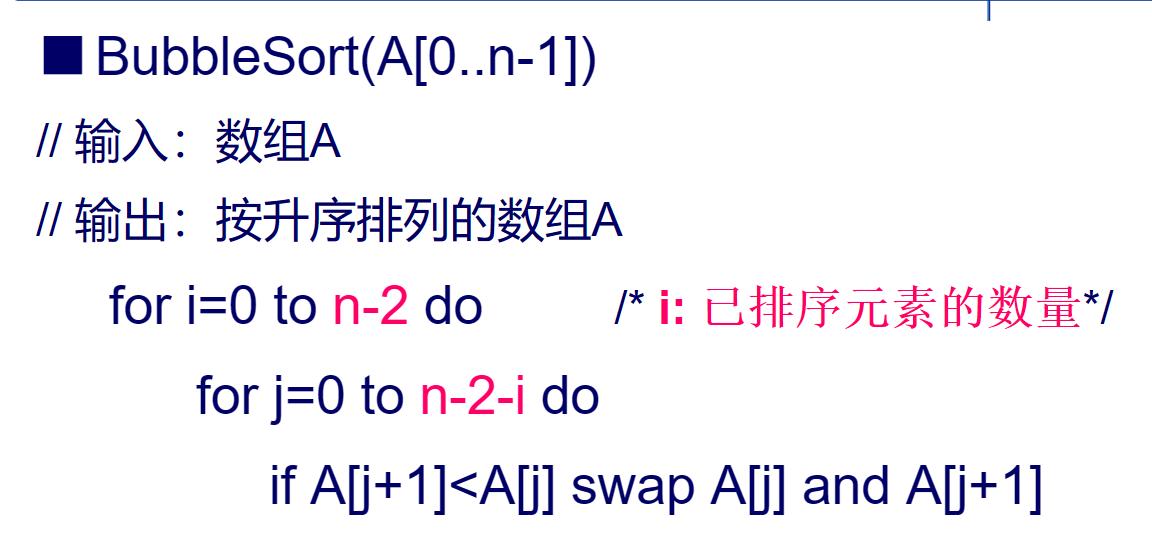 ■ BubbleSort(A[0..n-1])
// 输入：数组A
// 输出：按升序排列的数组A
for i=0 to n-2 do /* i: 已排序元素的数量*/
for j=0 to n-2-i do
if A[j+1]<A[j] swap A[j] and A[j+1]